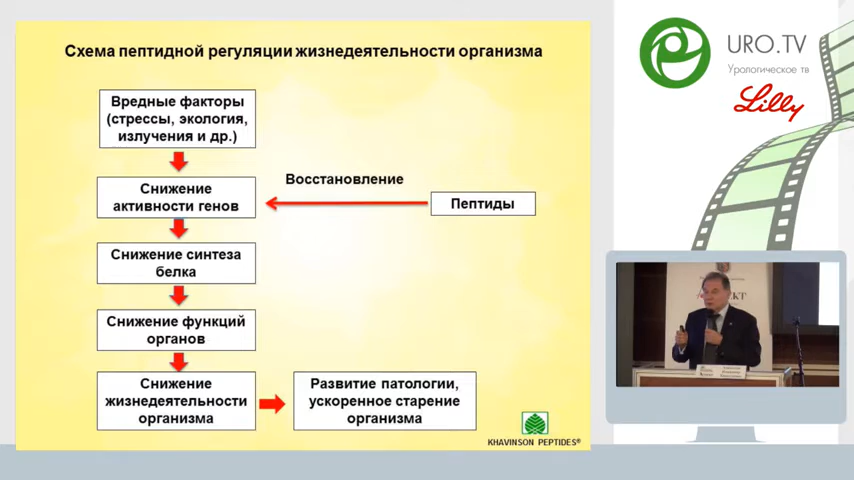 Схема пептидной регуляции жизнедеятельности организма
Вредные факторы
(стрессы, экология,
излучения и др.)
Снижение
активности генов
Восстановление
Пептиды
Снижение синтеза
белка
Снижение функций
органов
Снижение
жизнедеятельности
организма
Развитие патологии,
ускоренное старение
организма
KHAVINSON PEPTIDES®
URO.TV
Урологическое тв
Lilly